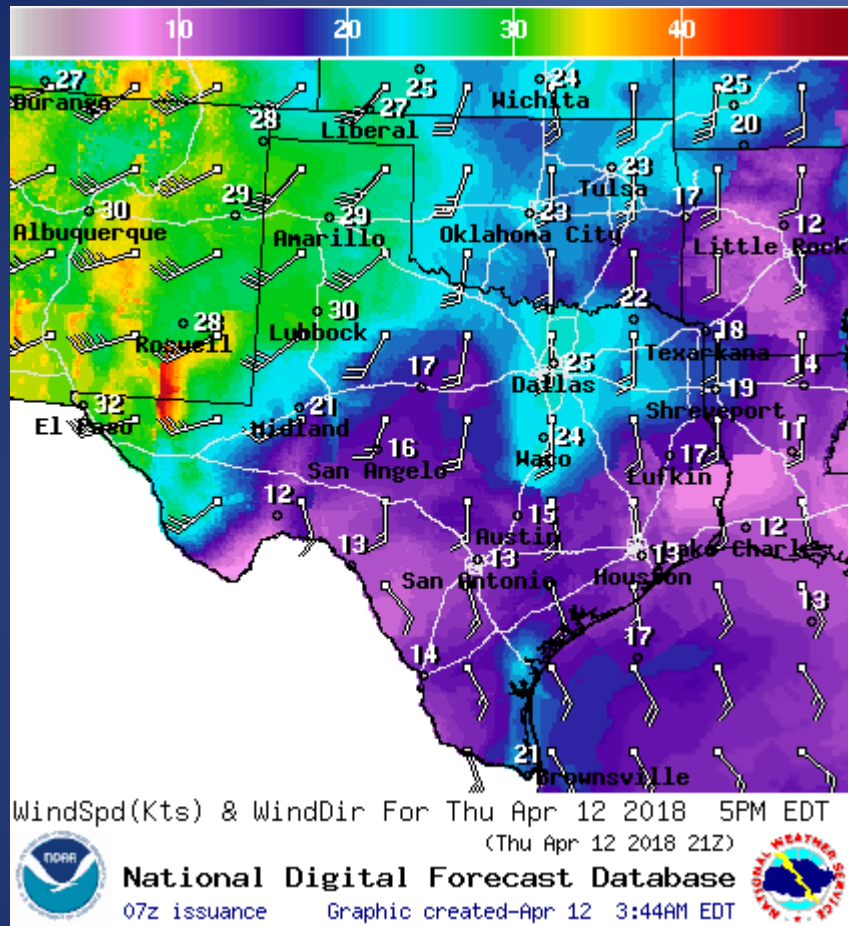 10 20 30 40
27 25 24 25
Durango 27 Wichita
28 Liberal 20
23
Tulsa
30 29 29 23 17 12
Albuquerque Amarillo Oklahoma City Little Rock
28 30 22
Roswell Lubbock 18
Texarkana
17 25 14
Dallas 19
32 21 Shreveport
El Paso Midland 24 11
16 Waco 17
San Angelo Lufkin
12 15 12
Austin
13 13 13 Lake Charles
San Antonio Houston
13
14 17
21
Brownsville
WindSpd(Kts) & WindDir For Thu Apr 12 2018 5PM EDT
(Thu Apr 12 2018 21Z)
NOAA
NATIONAL WEATHER SERVICE
National Digital Forecast Database
07z issuance Graphic created-Apr 12 3:44AM EDT